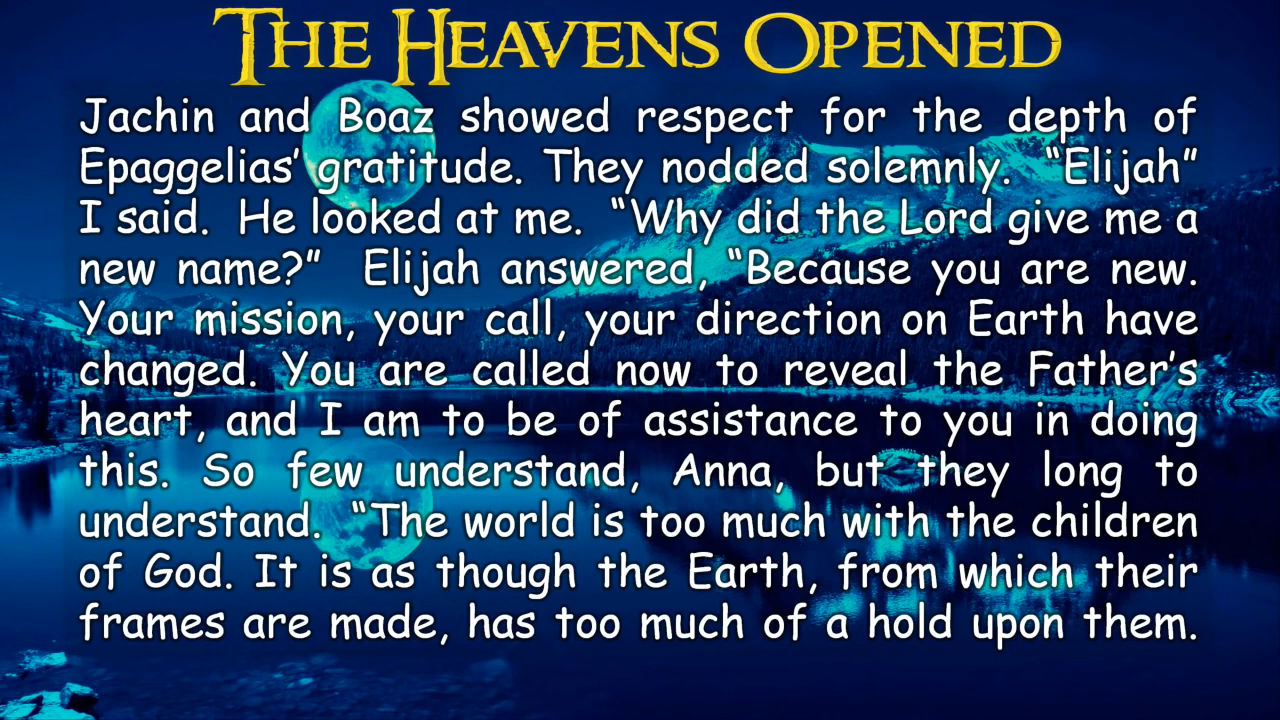 THE HEAVENS OPENED
Jachin and Boaz showed respect for the depth of
Epaggelias’ gratitude. They nodded solemnly. “Elijah”
I said. He looked at me. “Why did the Lord give me a
new name?” Elijah answered, “Because you are new.
Your mission, your call, your direction on Earth have
changed. You are called now to reveal the Father’s
heart, and I am to be of assistance to you in doing
this. So few understand, Anna, but they long to
understand. “The world is too much with the children
of God. It is as though the Earth, from which their
frames are made, has too much of a hold upon them.